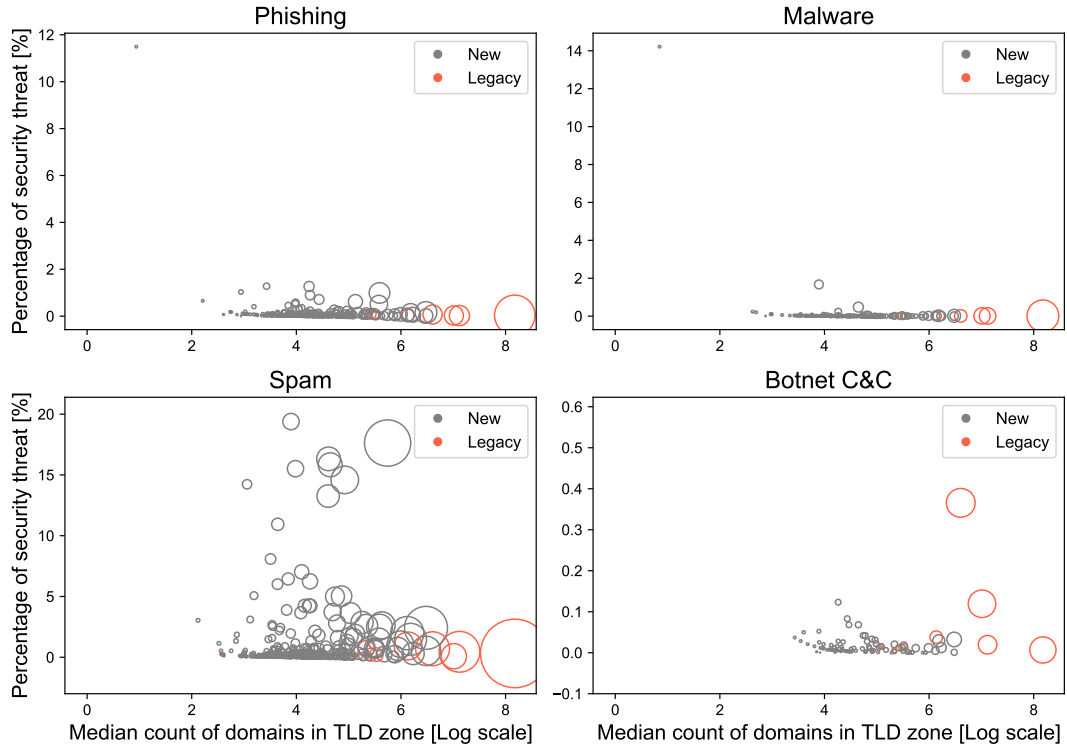 Phishing
Percentage of security threat [%]
12
10
8
6
4
2
0
0 2 4 6 8
New
Legacy
Malware
14
12
10
8
6
4
2
0
0 2 4 6 8
New
Legacy
Spam
Percentage of security threat [%]
20
15
10
5
0
0 2 4 6 8
Median count of domains in TLD zone [Log scale]
New
Legacy
Botnet C&C
0.6
0.5
0.4
0.3
0.2
0.1
0.0
−0.1
0 2 4 6 8
Median count of domains in TLD zone [Log scale]
New
Legacy